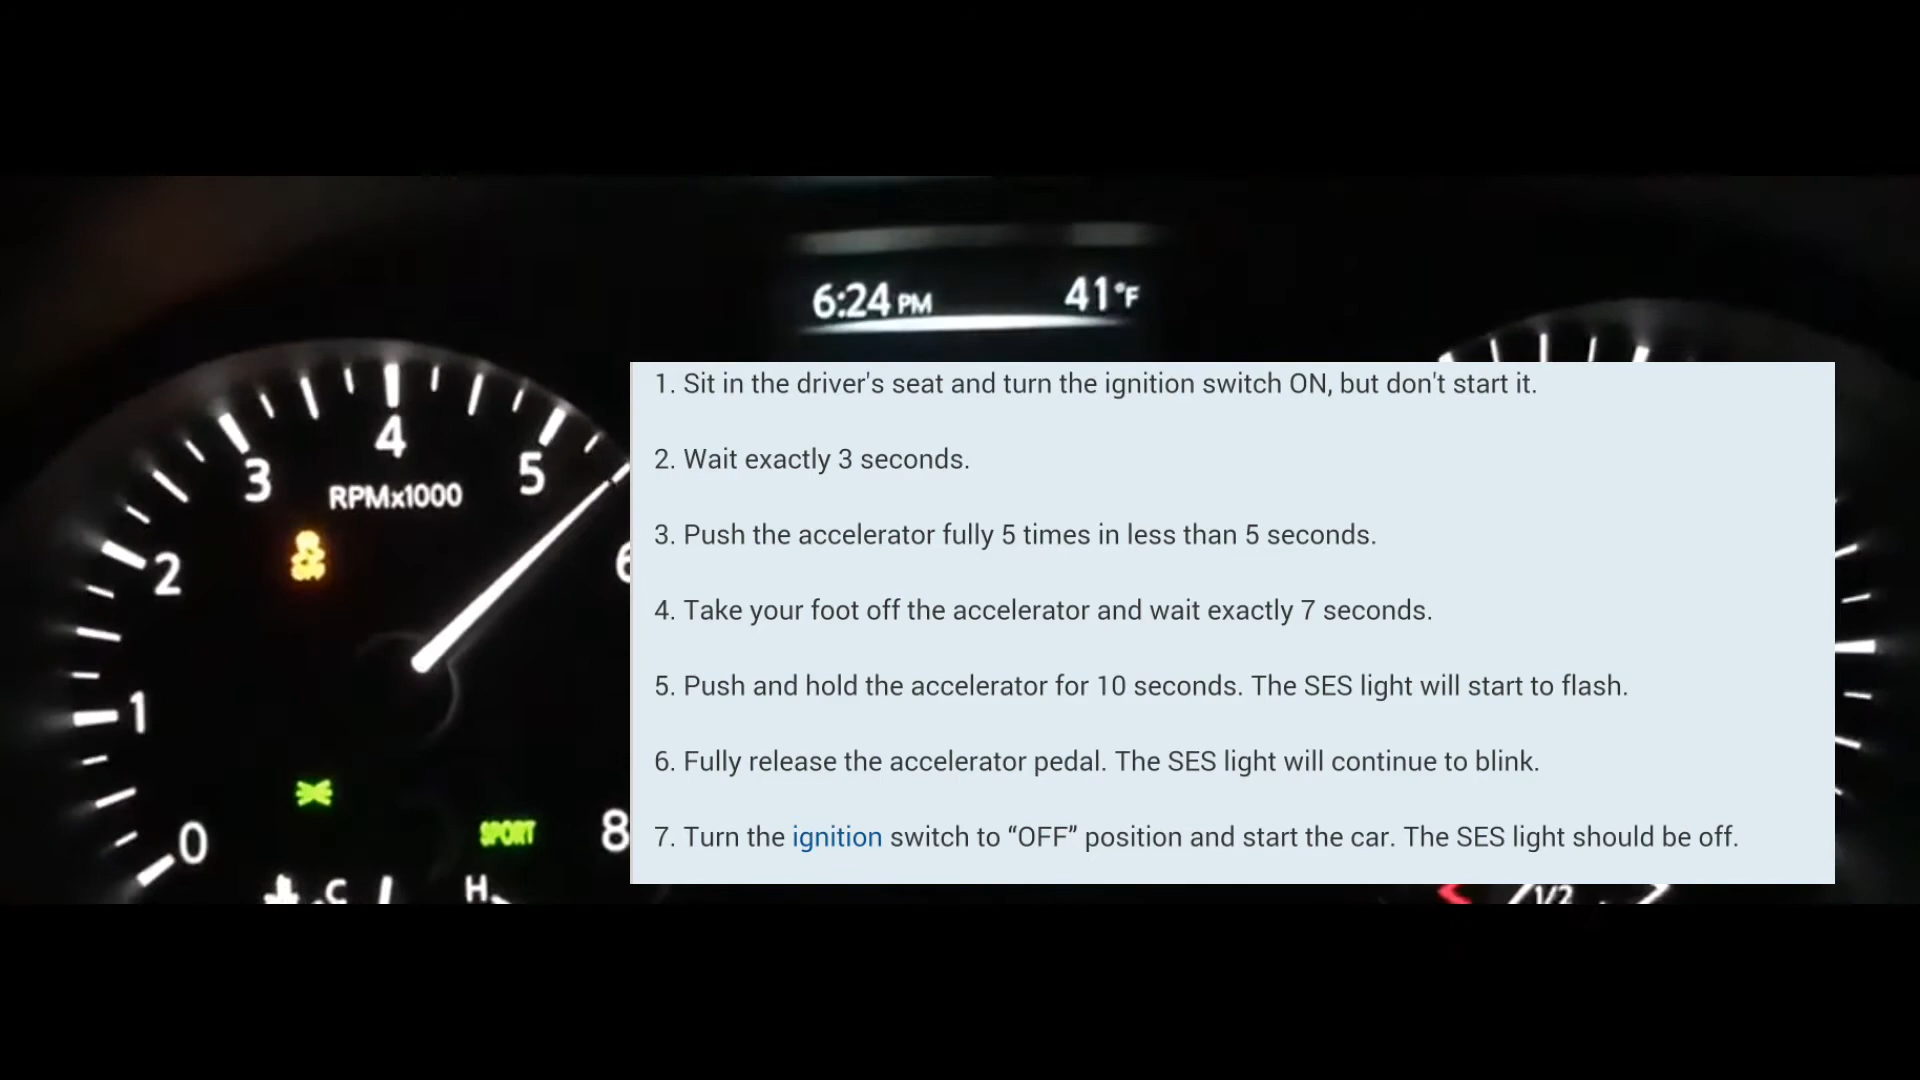 6:24 PM 41°F
4
3 5
RPMx1000
2 6
1
0 SPORT 8
C H
1/2
1. Sit in the driver's seat and turn the ignition switch ON, but don't start it.
2. Wait exactly 3 seconds.
3. Push the accelerator fully 5 times in less than 5 seconds.
4. Take your foot off the accelerator and wait exactly 7 seconds.
5. Push and hold the accelerator for 10 seconds. The SES light will start to flash.
6. Fully release the accelerator pedal. The SES light will continue to blink.
7. Turn the ignition switch to “OFF” position and start the car. The SES light should be off.